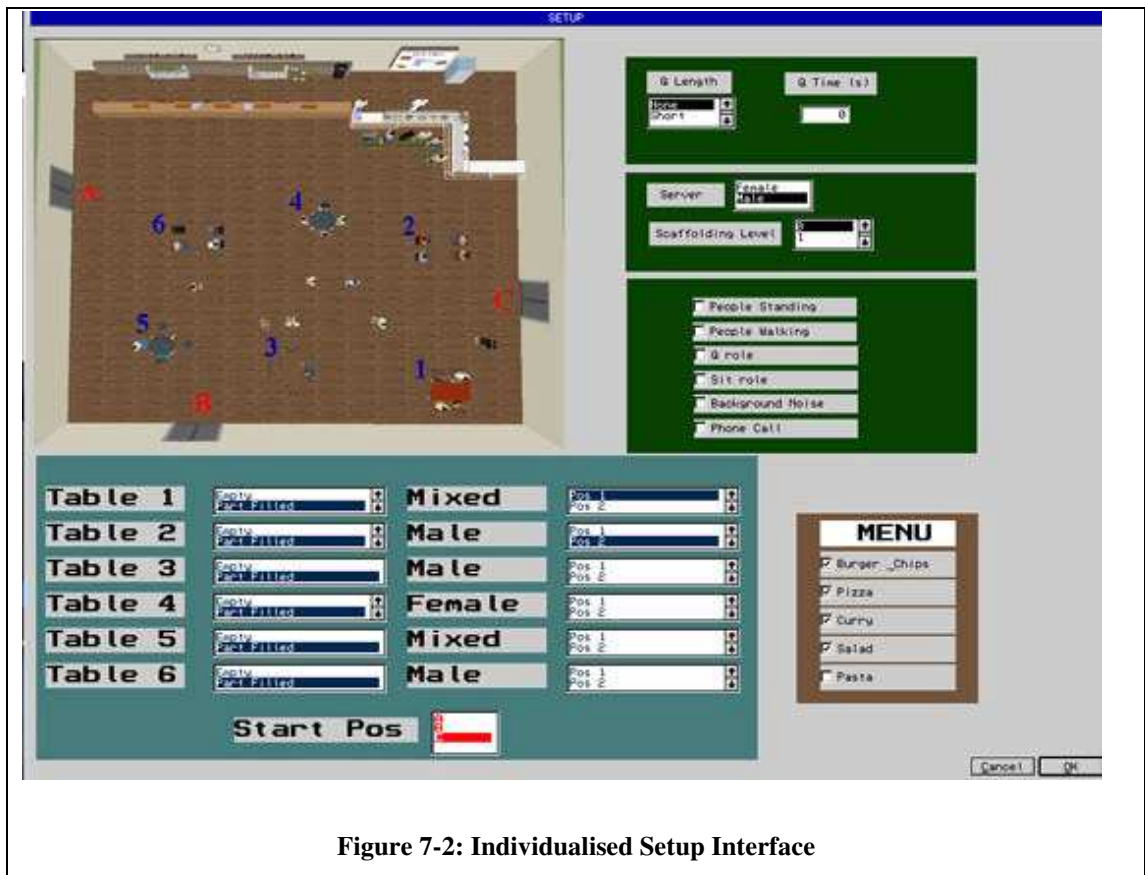 SETUP
Q Length
Q Time (s)
None
Short
0
A
6
4
2
C
5
3
1
B
Server
Female
Male
Scaffolding Level
0
1
People Standing
People Walking
Q role
Sit role
Background Noise
Phone Call
Table 1 Empty Part Filled Mixed Pos 1 Pos 2
Table 2 Empty Part Filled Male Pos 1 Pos 2
Table 3 Empty Part Filled Male Pos 1 Pos 2
Table 4 Empty Part Filled Female Pos 1 Pos 2
Table 5 Empty Part Filled Mixed Pos 1 Pos 2
Table 6 Empty Part Filled Male Pos 1 Pos 2
Start Pos
MENU
Burger _Chips
Pizza
Curry
Salad
Pasta
Cancel
OK
Figure 7-2: Individualised Setup Interface